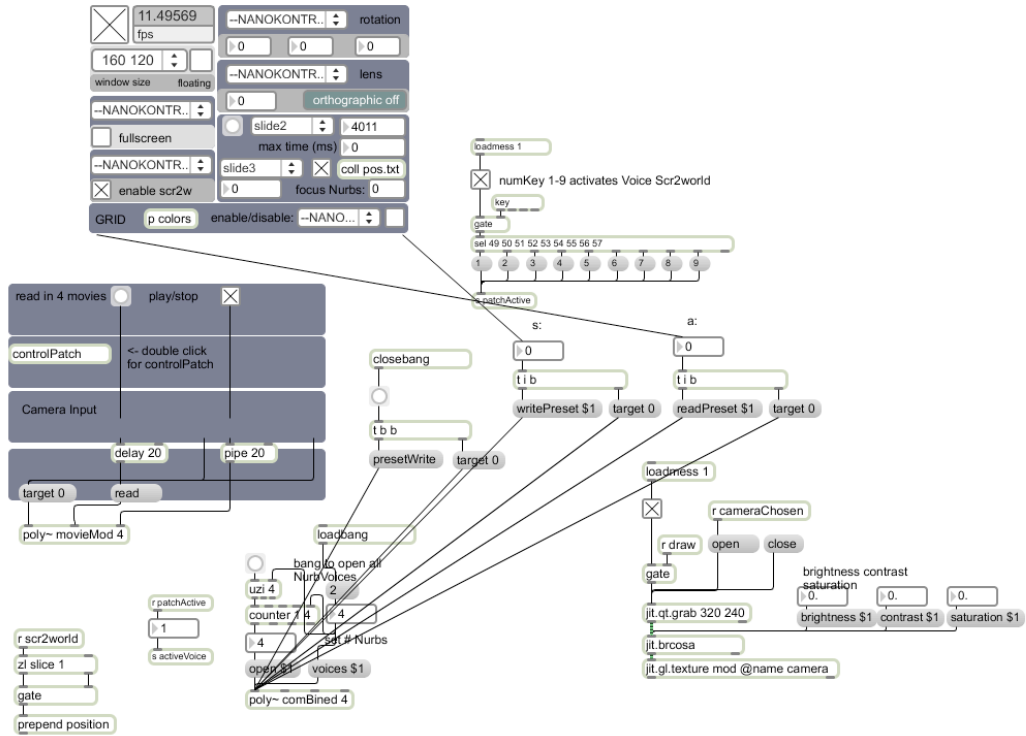 11.49569
fps
160 120
window size floating
--NANOKONTR..
fullscreen
--NANOKONTR..
enable scr2w
--NANOKONTR.. rotation
0 0 0
--NANOKONTR.. lens
0 orthographic off
slide2 4011
max time (ms) 0
slide3 coll pos.txt
0 focus Nurbs: 0
GRID p colors enable/disable: --NANO...
loadmess 1
numKey 1-9 activates Voice Scr2world
key
gate
sel 49 50 51 52 53 54 55 56 57
1 2 3 4 5 6 7 8 9
s patchActive
read in 4 movies play/stop
controlPatch
<- double click
for controlPatch
Camera Input
delay 20 pipe 20
target 0 read
poly~ movieMod 4
closebang
t b b
presetWrite target 0
s:
0
t i b
writePreset $1 target 0
a:
0
t i b
readPreset $1 target 0
loadbang
bang to open all
NurbVoices
uzi 4 2
counter 1 4 4
4 set # Nurbs
open $1 voices $1
poly~ comBined 4
r patchActive
1
s activeVoice
r scr2world
zl slice 1
gate
prepend position
loadmess 1
r cameraChosen
r draw open close
gate
jit.qt.grab 320 240
jit.brcosa
jit.gl.texture mod @name camera
brightness contrast
saturation
0. 0. 0.
brightness $1 contrast $1 saturation $1